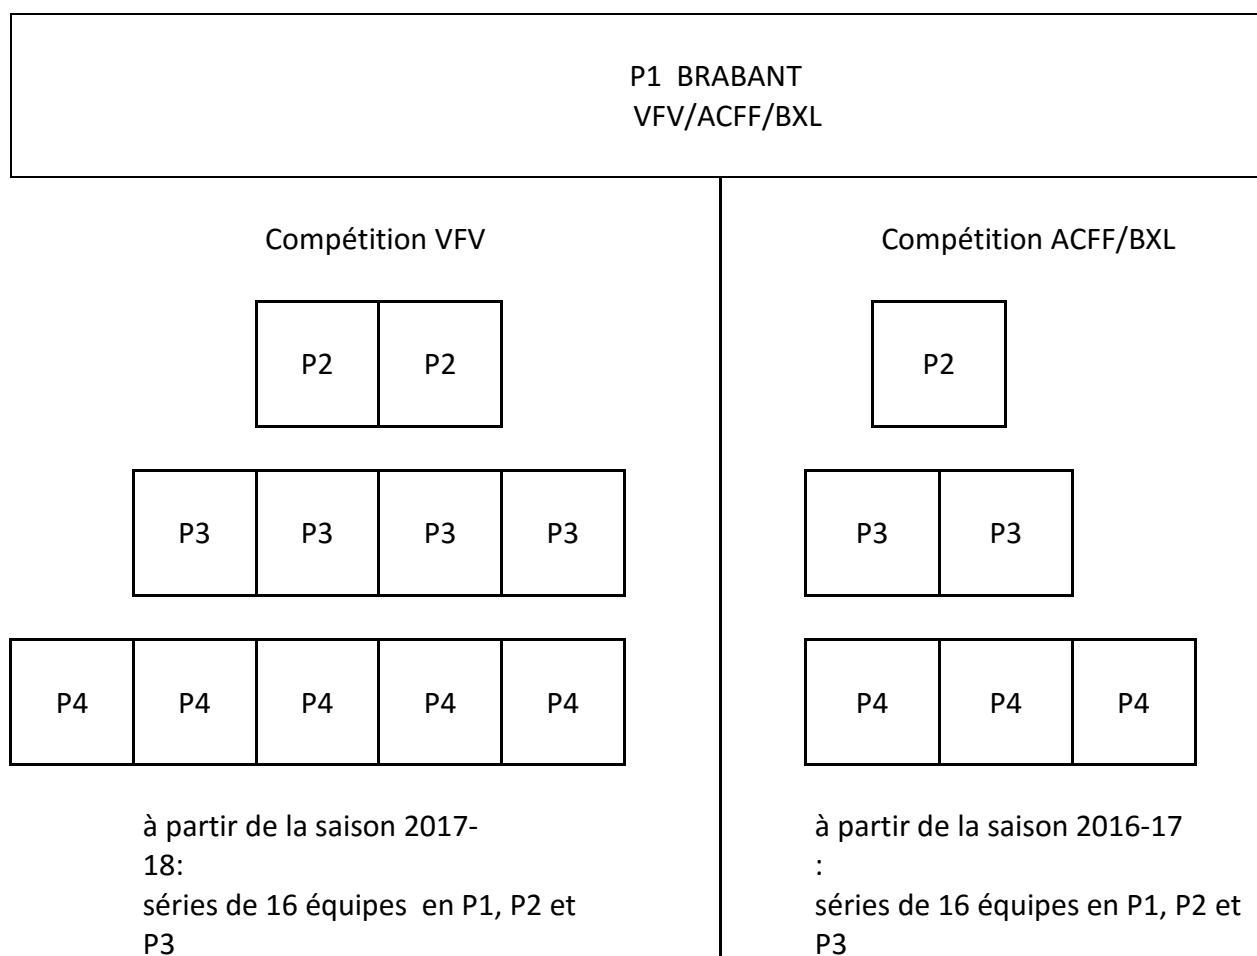 P1 BRABANT
VFV/ACFF/BXL
Compétition VFV
P2 P2
P3 P3 P3 P3
P4 P4 P4 P4 P4
à partir de la saison 2017-
18:
séries de 16 équipes en P1, P2 et
P3
Compétition ACFF/BXL
P2
P3 P3
P4 P4 P4
à partir de la saison 2016-17
:
séries de 16 équipes en P1, P2 et
P3